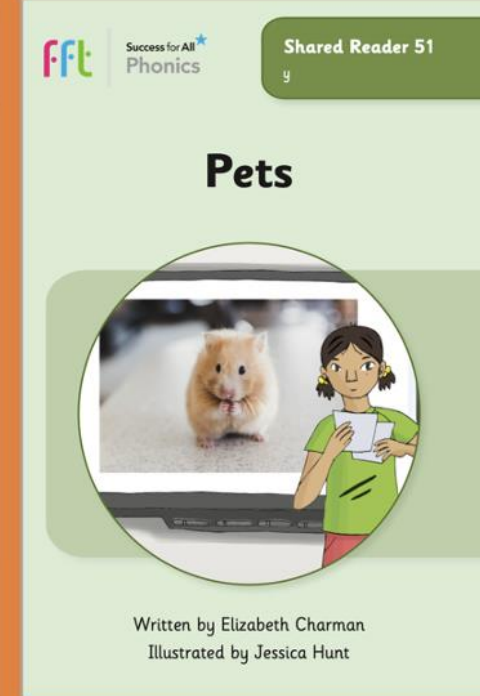 fft
Success for All
Phonics
Shared Reader 51
y
Pets
Written by Elizabeth Charman
Illustrated by Jessica Hunt